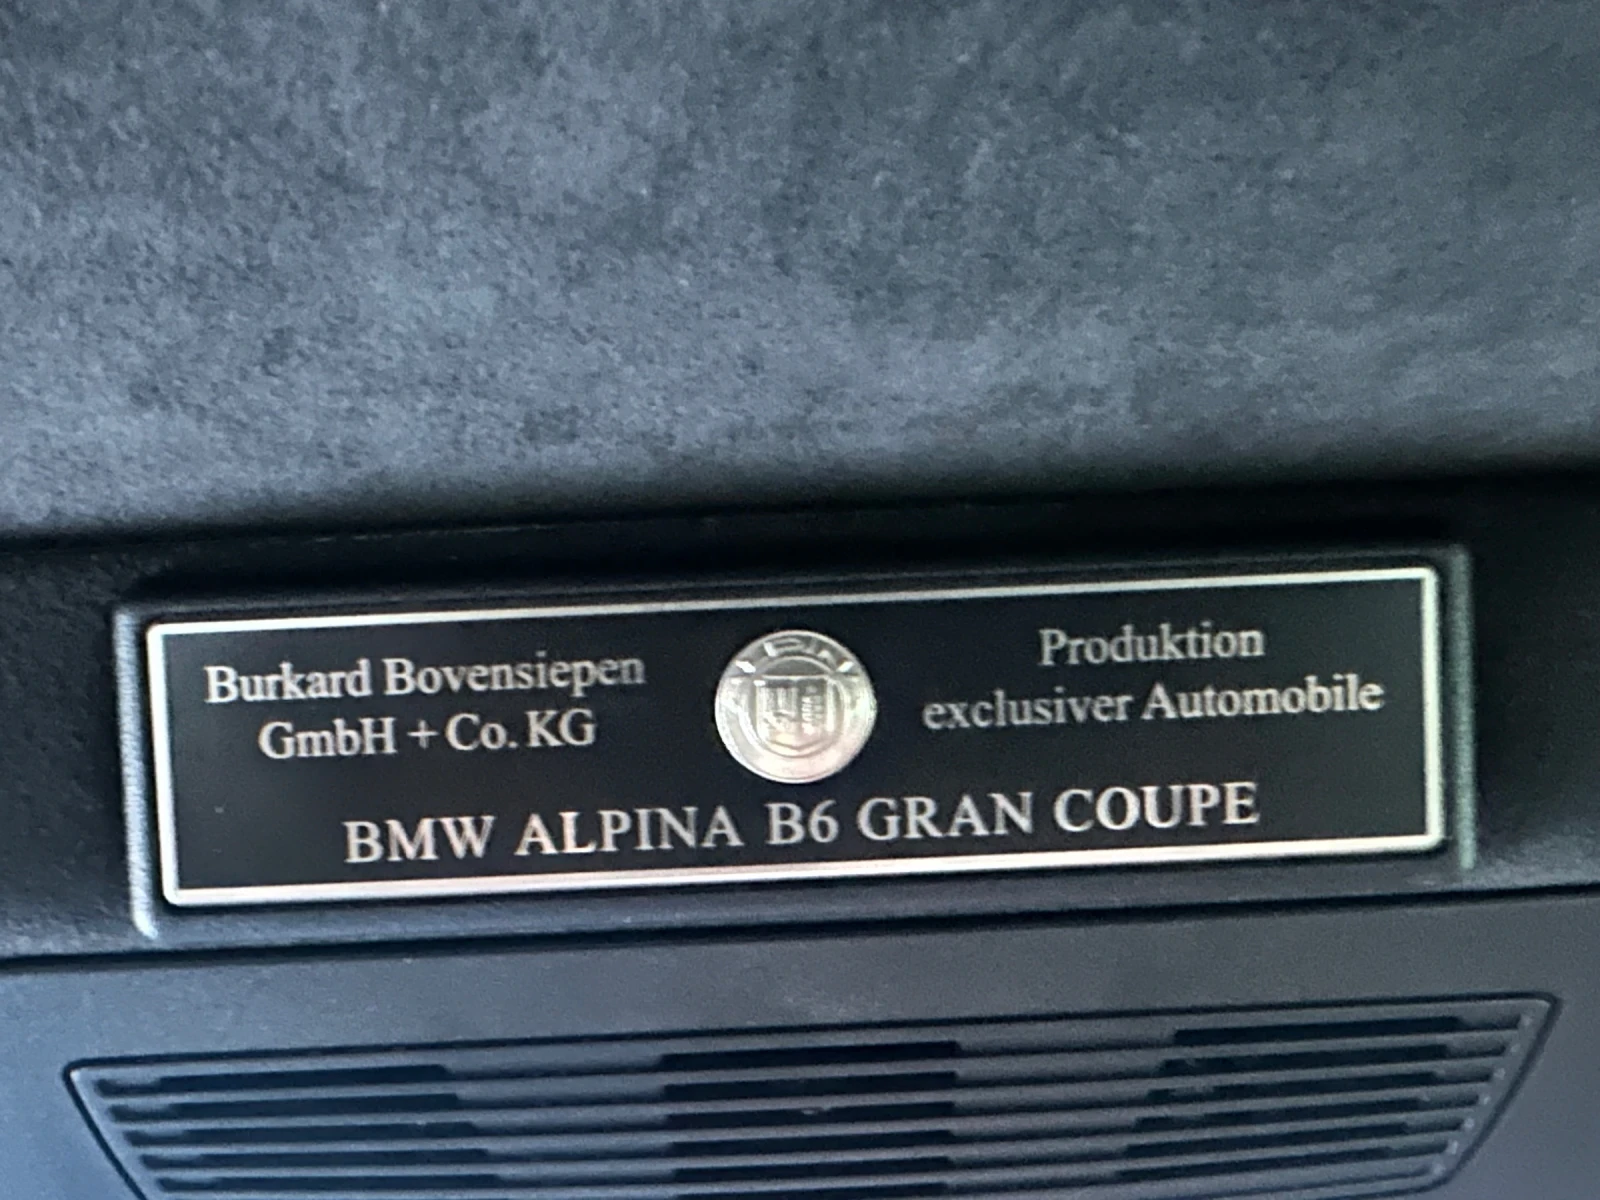 Burkard Bovensiepen
GmbH + Co. KG
Produktion
exclusiver Automobile
BMW ALPINA B6 GRAN COUPE